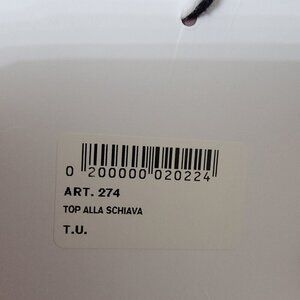 0 200000 020224
ART. 274
TOP ALLA SCHIAVA
T.U.